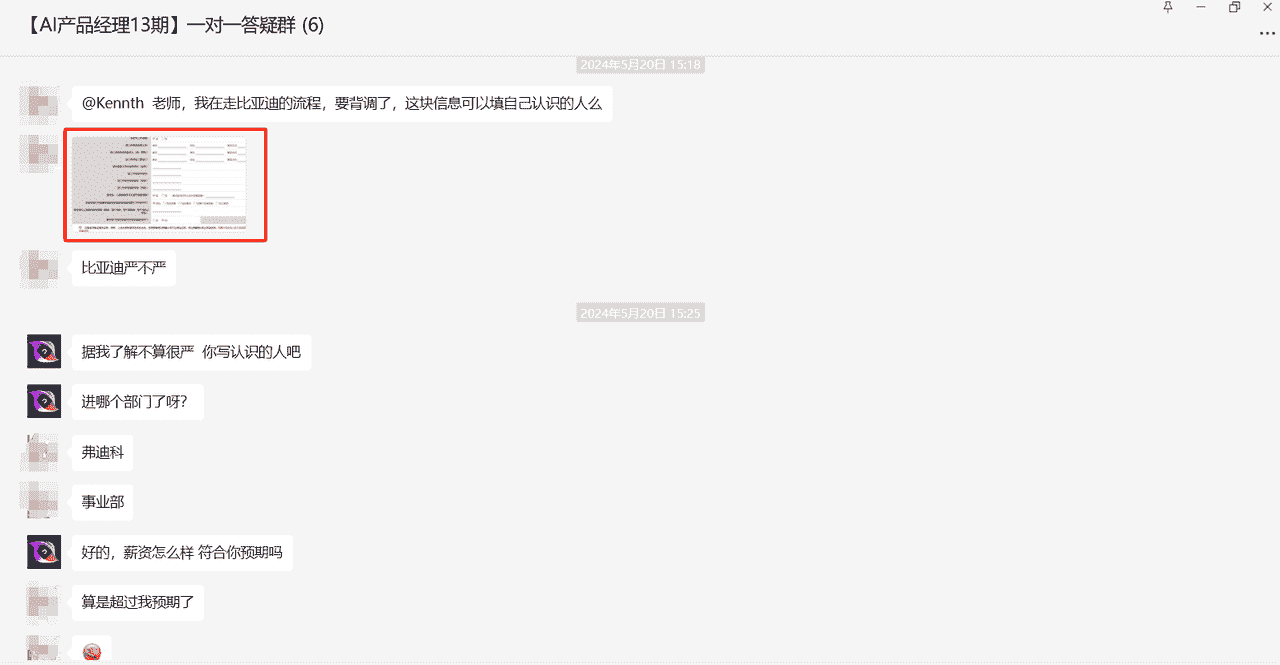 【AI产品经理13期】一对一答疑群 (6)
2024年5月20日 15:18
@Kennth 老师，我在走比亚迪的流程，要背调了，这块信息可以填自己认识的人么
比亚迪严不严
2024年5月20日 15:25
据我了解不算很严 你写认识的人吧
进哪个部门了呀？
弗迪科
事业部
好的，薪资怎么样 符合你预期吗
算是超过我预期了